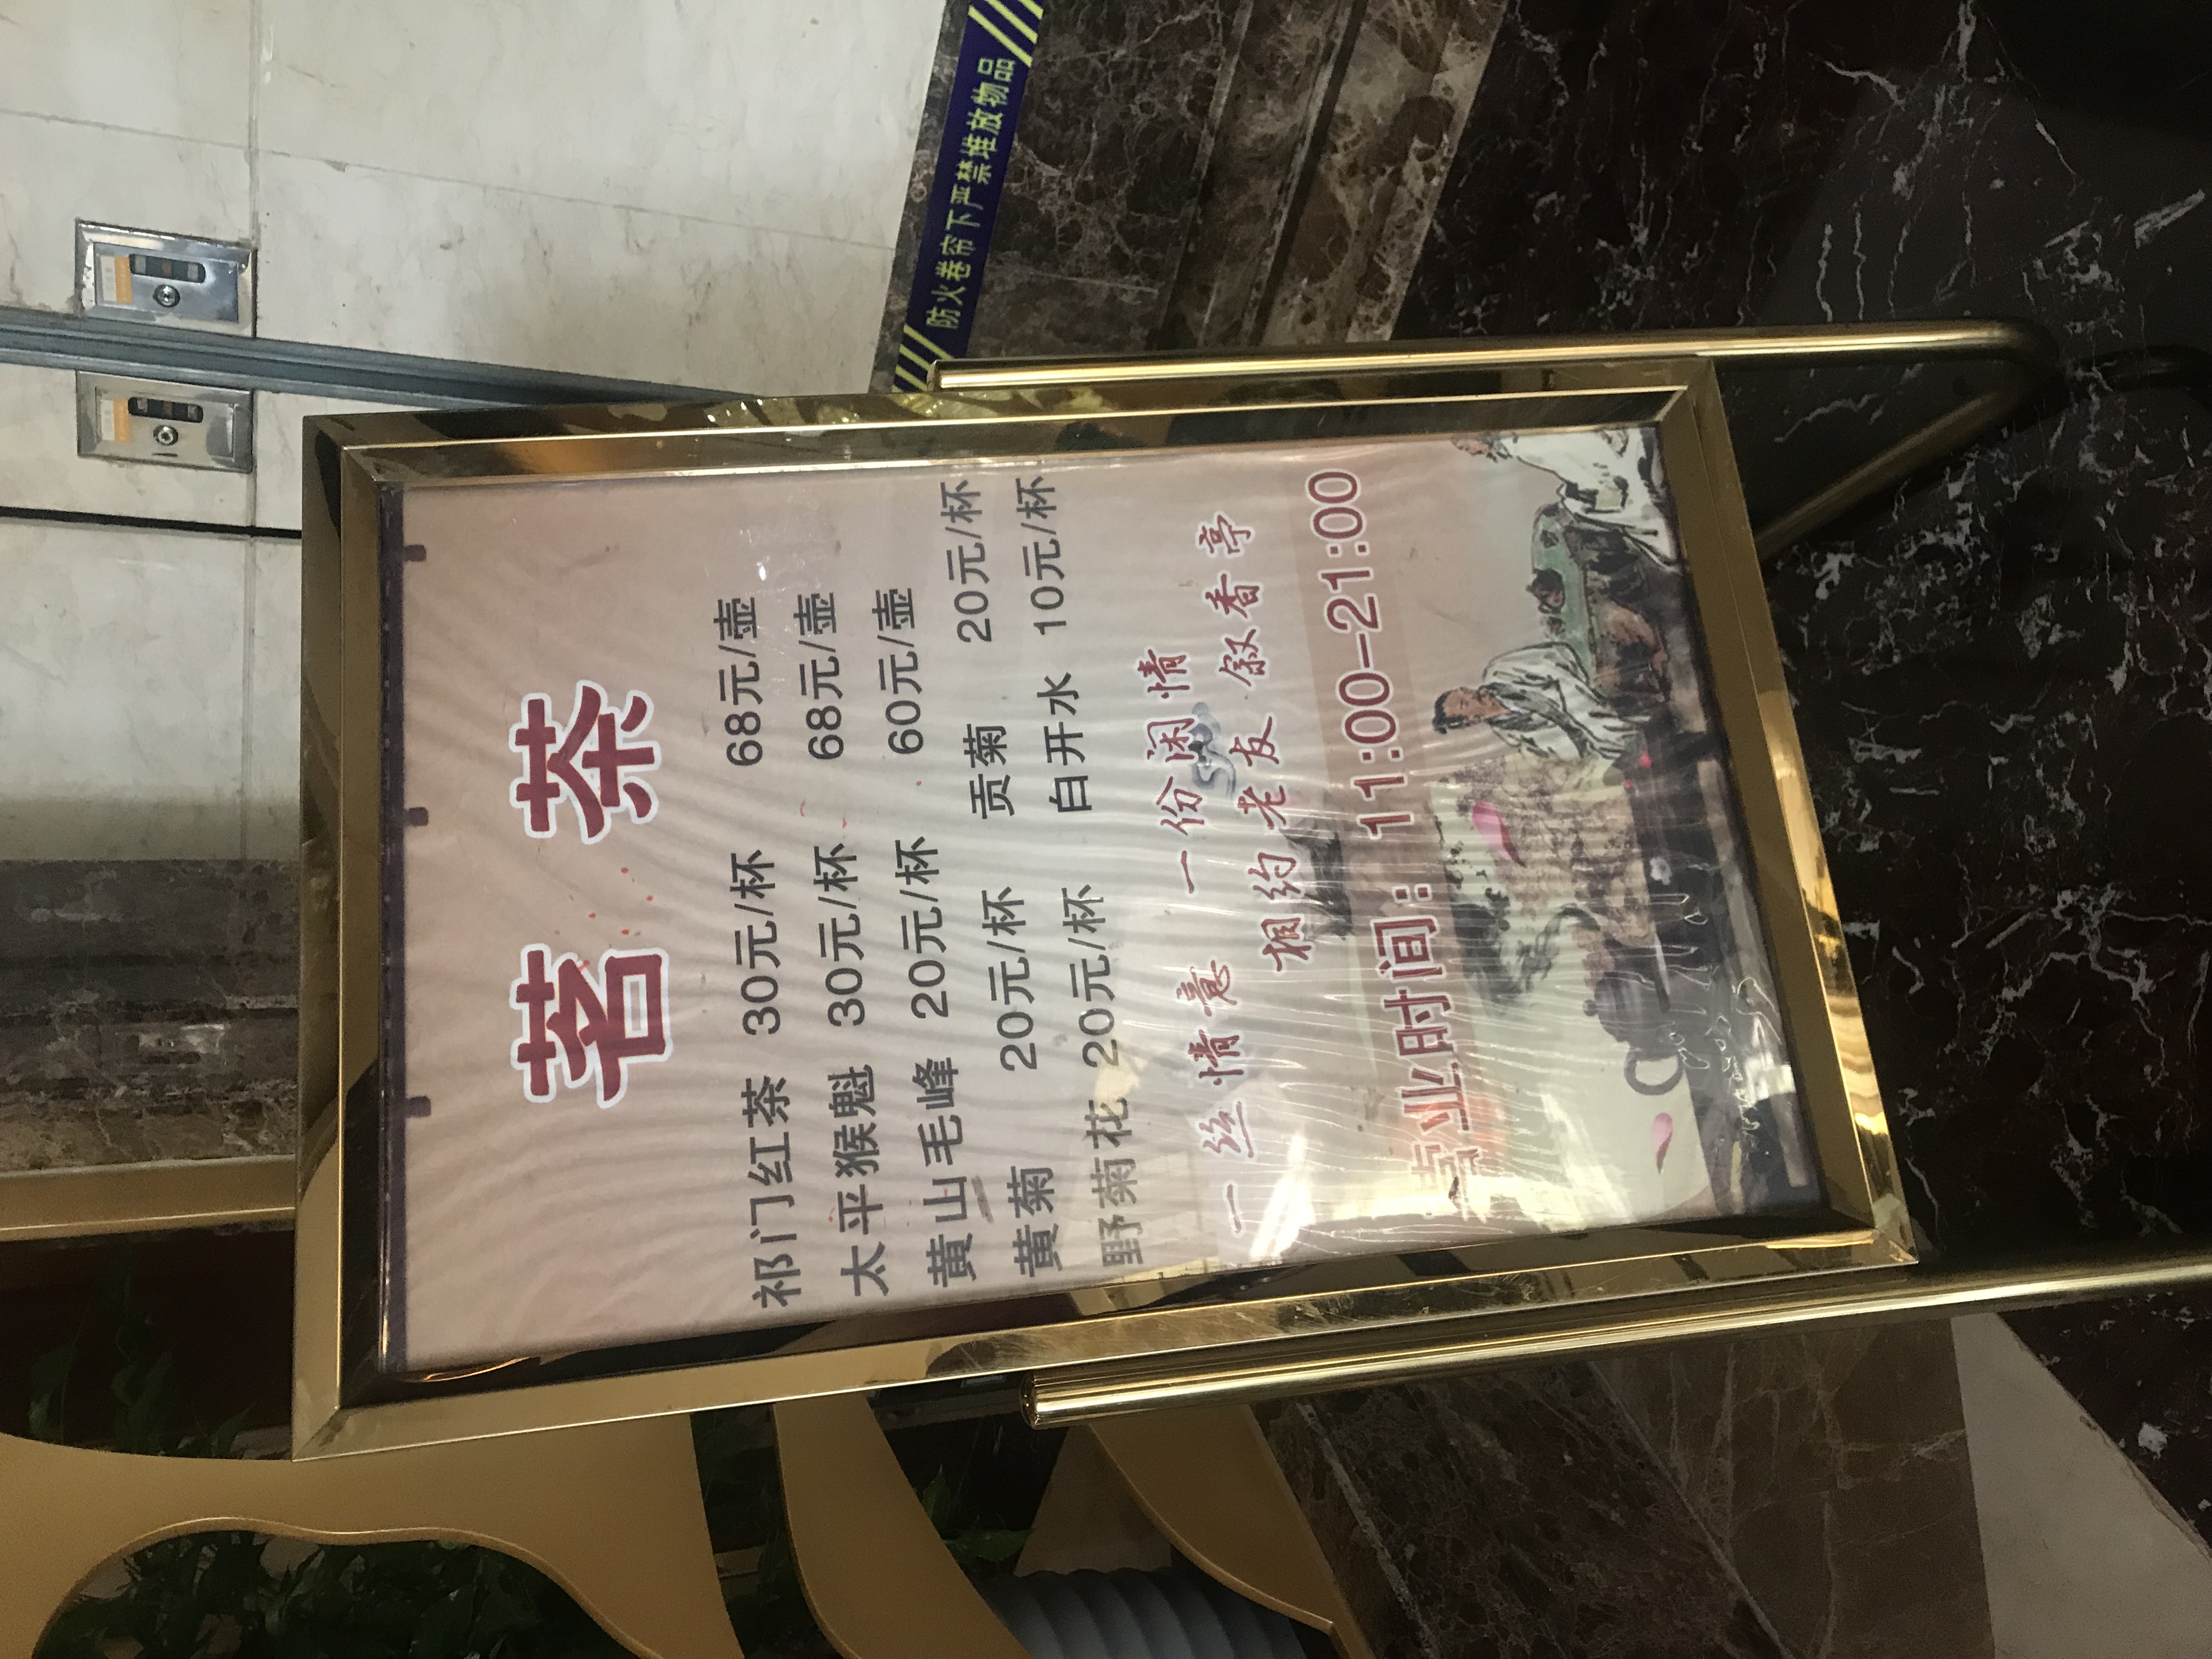 茗 茶
祁门红茶 30元/杯 68元/壶
太平猴魁 30元/杯 68元/壶
黄山毛峰 20元/杯 60元/壶
黄菊 20元/杯 贡菊 20元/杯
野菊花 20元/杯 白开水 10元/杯
一丝情意 一份闲情
相约老友 叙香亭
营业时间：11:00-21:00
防火卷帘下严禁堆放物品